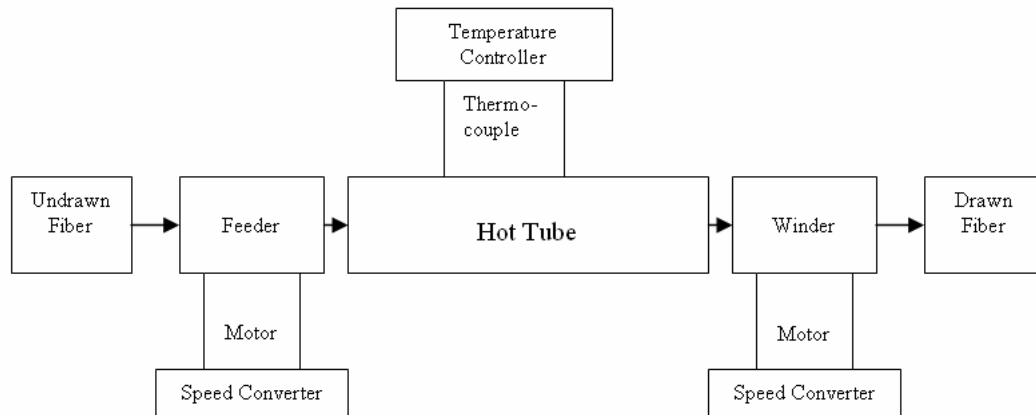 Temperature
Controller
Thermo-
couple
Undrawn
Fiber
Feeder
Hot Tube
Winder
Drawn
Fiber
Motor
Motor
Speed Converter
Speed Converter